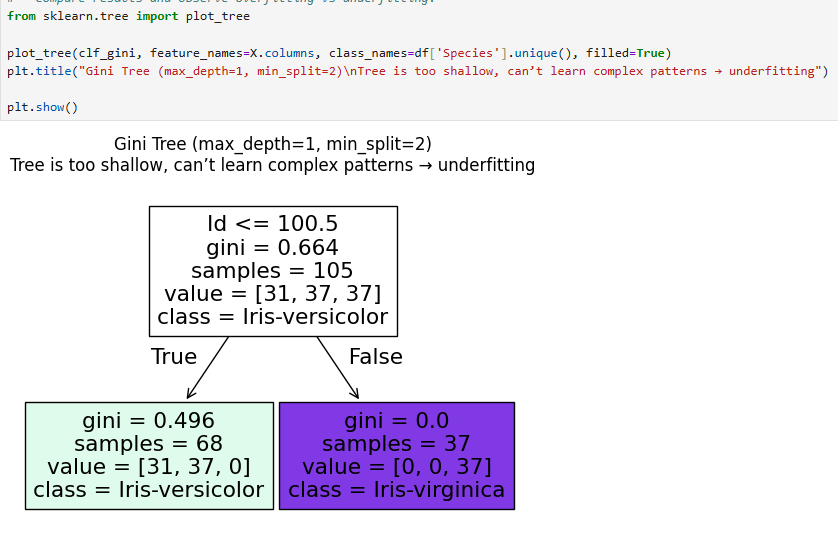 from sklearn.tree import plot_tree
plot_tree(clf_gini, feature_names=X.columns, class_names=df['Species'].unique(), filled=True)
plt.title("Gini Tree (max_depth=1, min_split=2)\nTree is too shallow, can’t learn complex patterns → underfitting")
plt.show()
Gini Tree (max_depth=1, min_split=2)
Tree is too shallow, can’t learn complex patterns → underfitting
Id <= 100.5
gini = 0.664
samples = 105
value = [31, 37, 37]
class = Iris-versicolor
True
False
gini = 0.496
samples = 68
value = [31, 37, 0]
class = Iris-versicolor
gini = 0.0
samples = 37
value = [0, 0, 37]
class = Iris-virginica